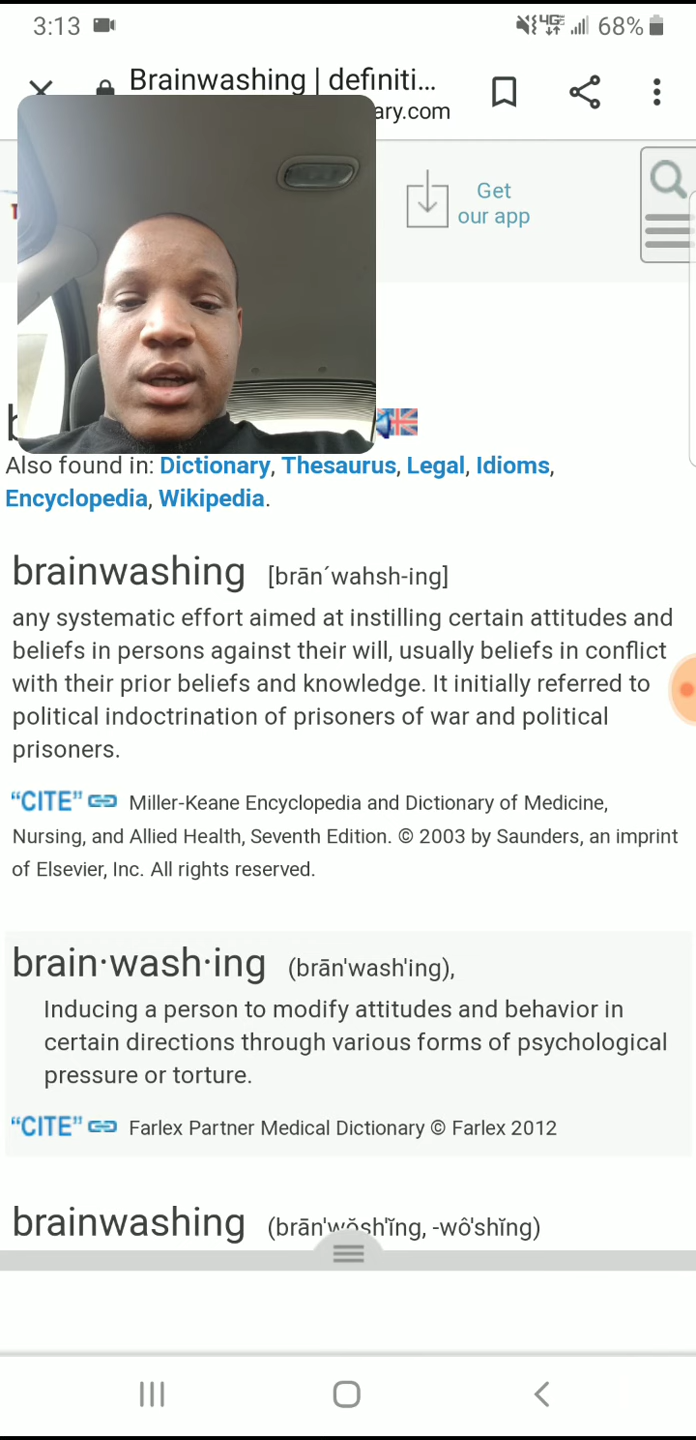 3:13 4GE 68%
Brainwashing | definiti...
ary.com
Get
our app
Also found in: Dictionary, Thesaurus, Legal, Idioms,
Encyclopedia, Wikipedia.
brainwashing [brān´wahsh-ing]
any systematic effort aimed at instilling certain attitudes and
beliefs in persons against their will, usually beliefs in conflict
with their prior beliefs and knowledge. It initially referred to
political indoctrination of prisoners of war and political
prisoners.
“CITE” Miller-Keane Encyclopedia and Dictionary of Medicine,
Nursing, and Allied Health, Seventh Edition. © 2003 by Saunders, an imprint
of Elsevier, Inc. All rights reserved.
brain·wash·ing (brān'wash'ing),
Inducing a person to modify attitudes and behavior in
certain directions through various forms of psychological
pressure or torture.
“CITE” Farlex Partner Medical Dictionary © Farlex 2012
brainwashing (brān'wŏsh'ĭng, -wô'shĭng)